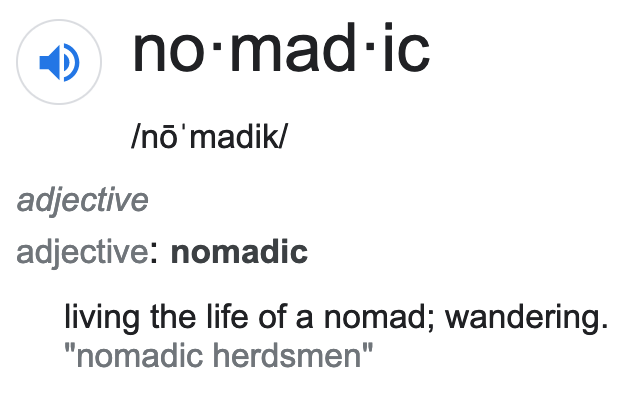 no·mad·ic
/nōˈmadik/
adjective
adjective: nomadic
living the life of a nomad; wandering.
"nomadic herdsmen"